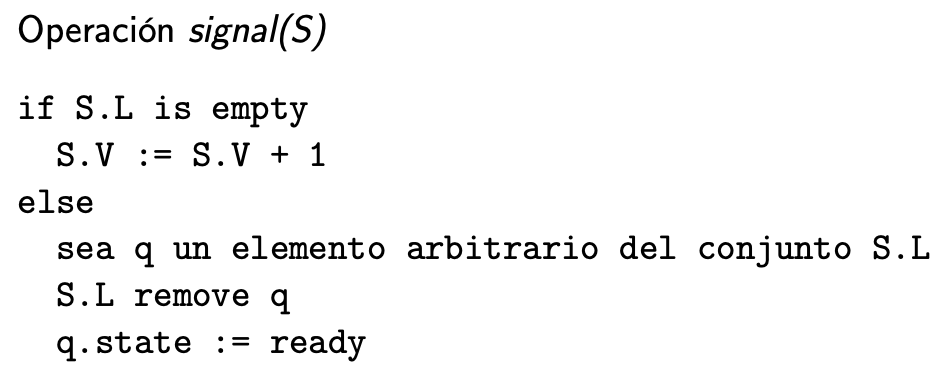 Operación signal(S)
if S.L is empty
S.V := S.V + 1
else
sea q un elemento arbitrario del conjunto S.L
S.L remove q
q.state := ready